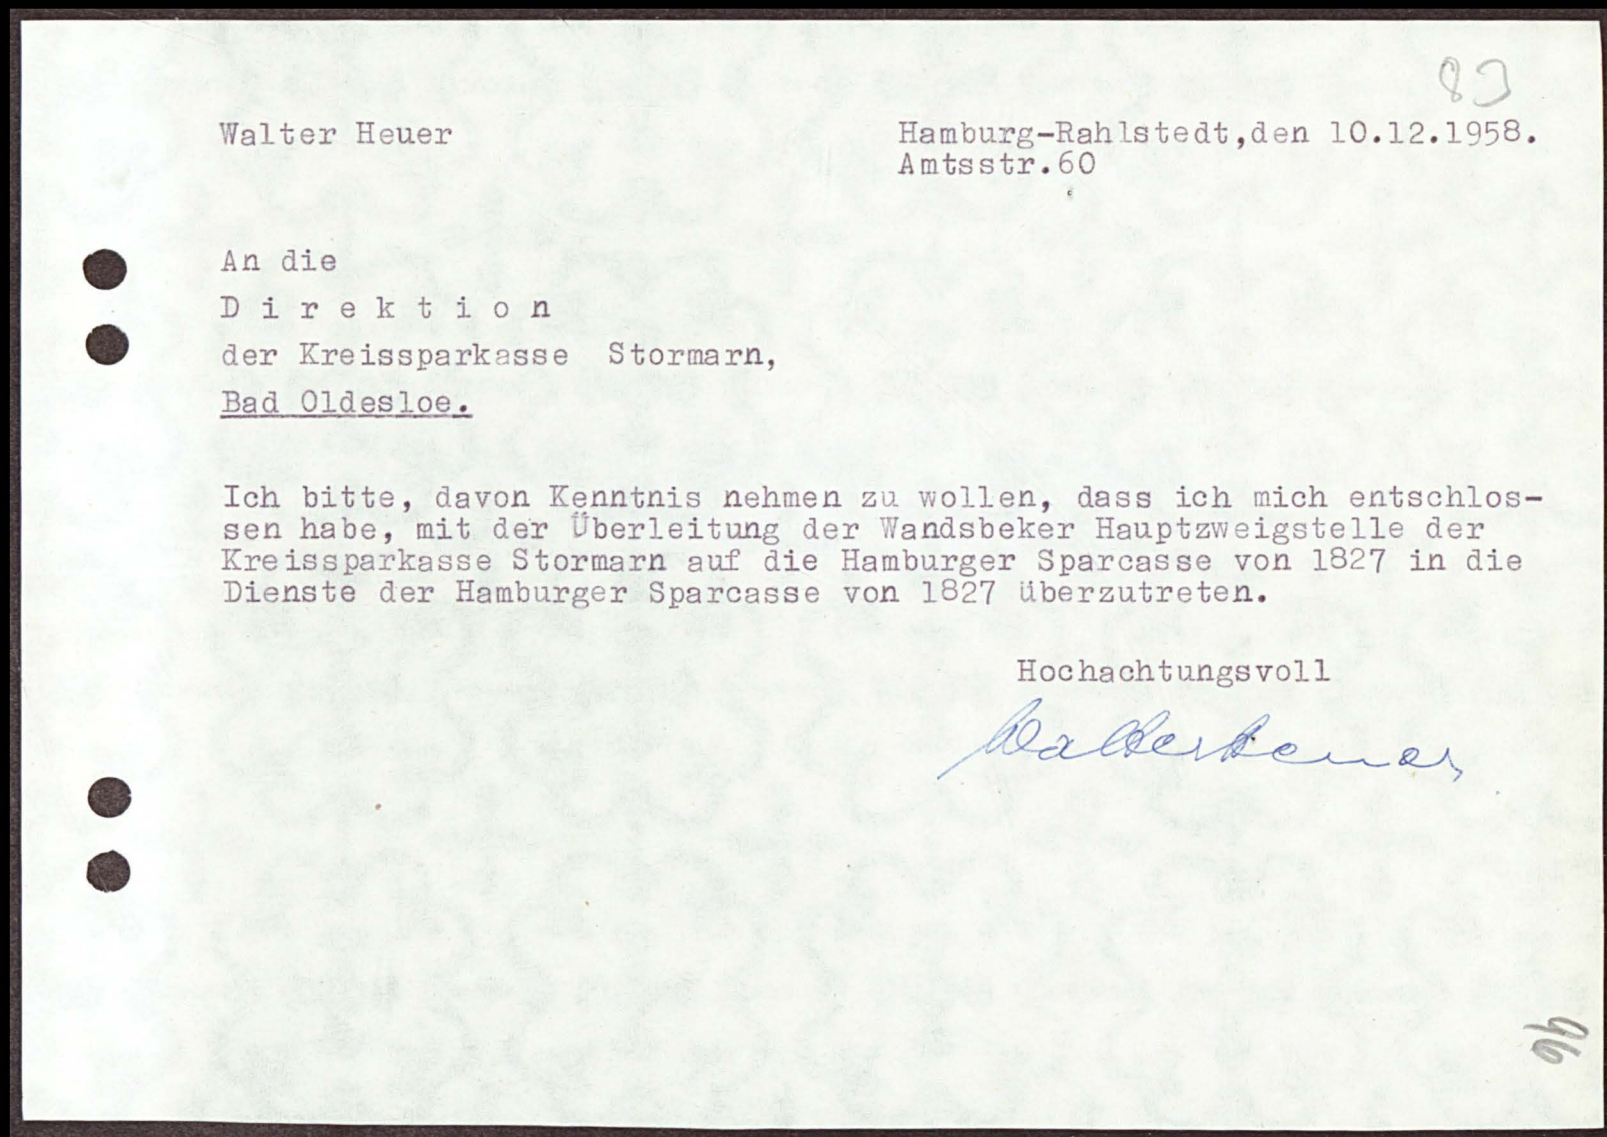 83
Walter Heuer
Hamburg-Rahlstedt,den 10.12.1958.
Amtsstr.60
An die
D i r e k t i o n
der Kreissparkasse  Stormarn,
Bad Oldesloe.
Ich bitte, davon Kenntnis nehmen zu wollen, dass ich mich entschlos-
sen habe, mit der Überleitung der Wandsbeker Hauptzweigstelle der
Kreissparkasse Stormarn auf die Hamburger Sparcasse von 1827 in die
Dienste der Hamburger Sparcasse von 1827 überzutreten.
Hochachtungsvoll
Walter Heuer
96